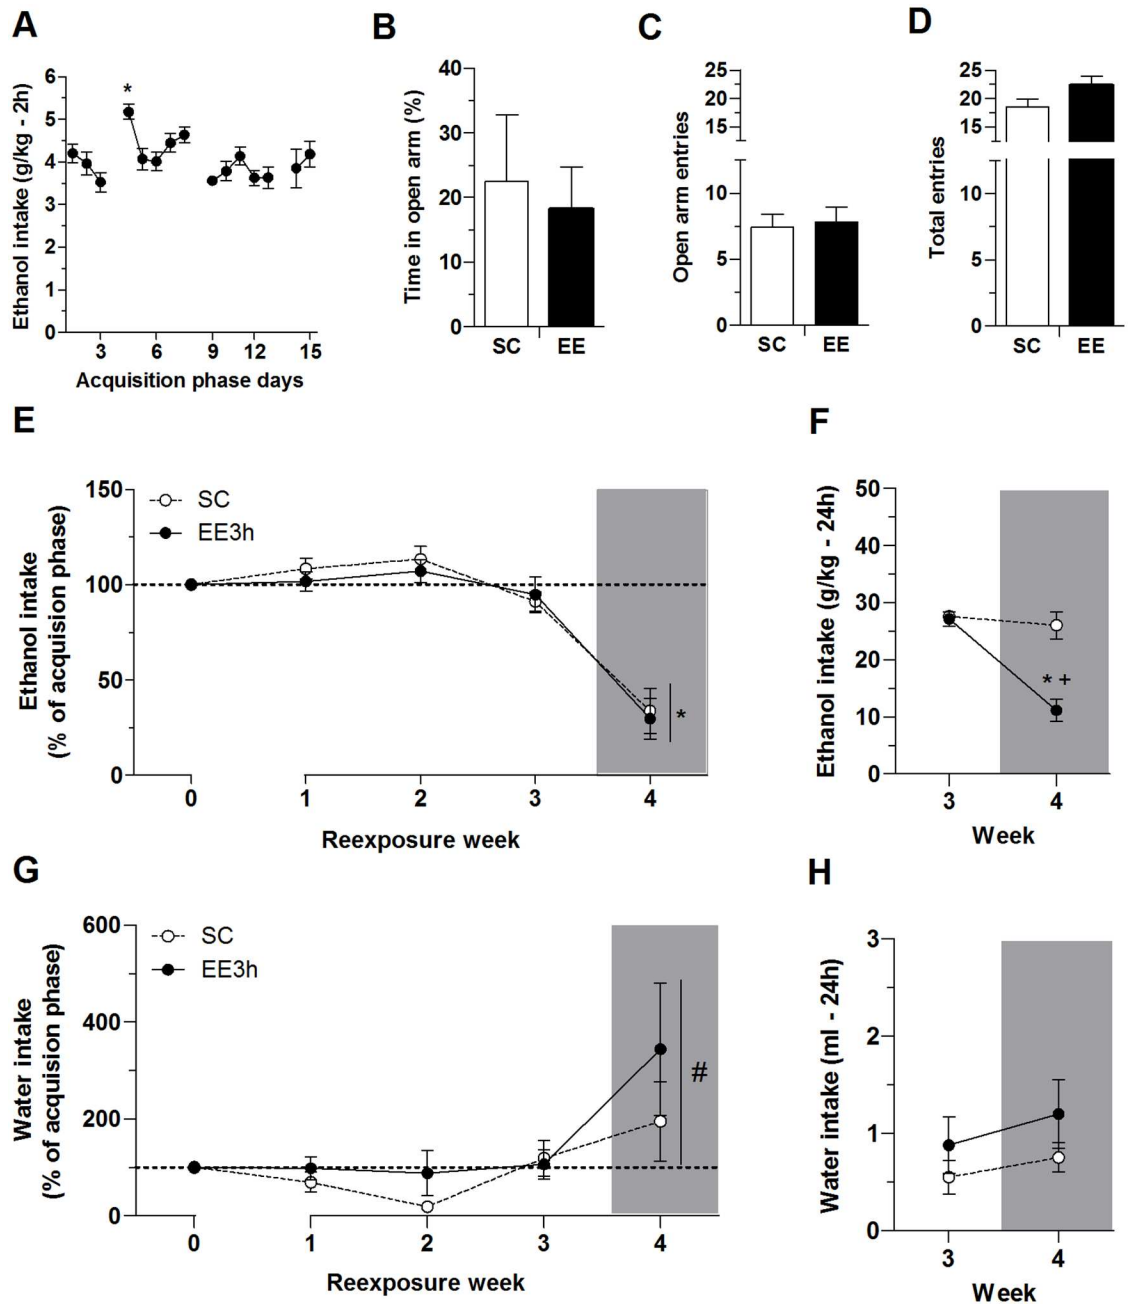 A
Ethanol intake (g/kg - 2h)
6
5
4
3
2
1
0
*
3 6 9 12 15
Acquisition phase days
B
Time in open arm (%)
40
30
20
10
0
SC EE
C
Open arm entries
25
20
15
10
5
0
SC EE
D
Total entries
25
20
15
10
5
0
SC EE
E
Ethanol intake
(% of acquision phase)
150
100
50
0
SC
EE3h
*
0 1 2 3 4
Reexposure week
F
Ethanol intake (g/kg - 24h)
50
40
30
20
10
0
* +
3 4
Week
G
Water intake
(% of acquision phase)
600
400
200
0
SC
EE3h
#
0 1 2 3 4
Reexposure week
H
Water intake (ml - 24h)
3
2
1
0
3 4
Week